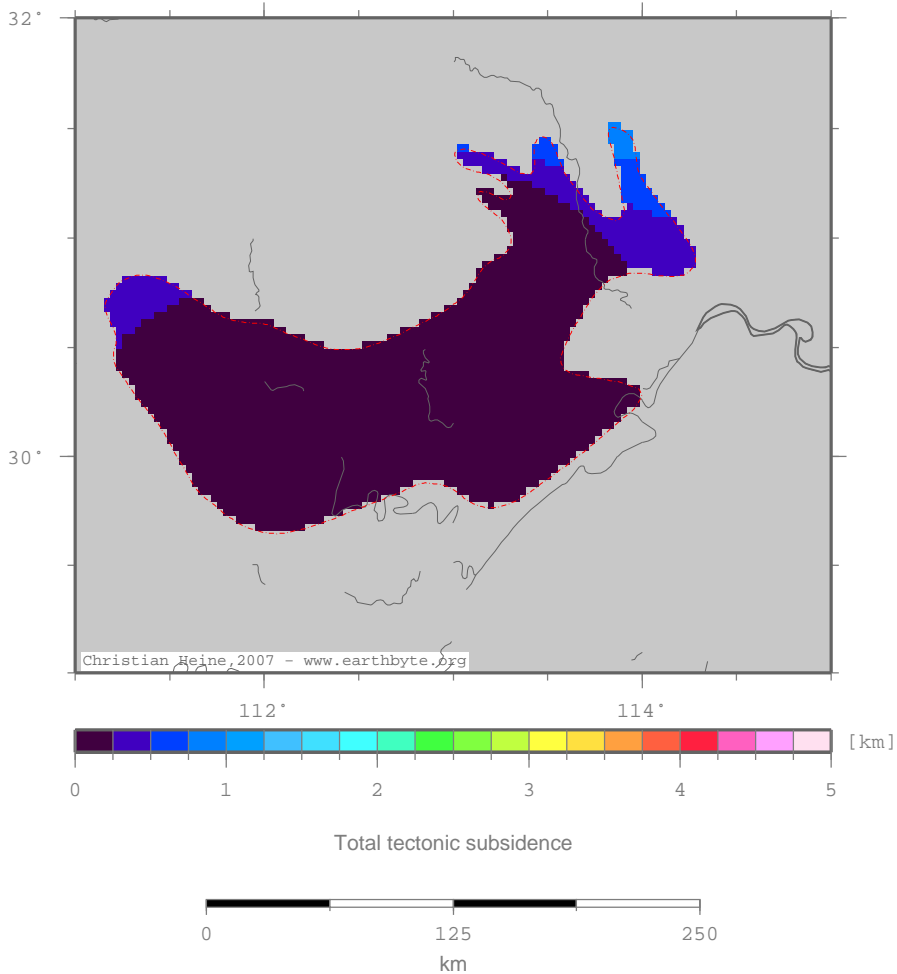 32°
30°
Christian Heine,2007 - www.earthbyte.org
112° 114°
[km]
0 1 2 3 4 5
Total tectonic subsidence
0 125 250
km